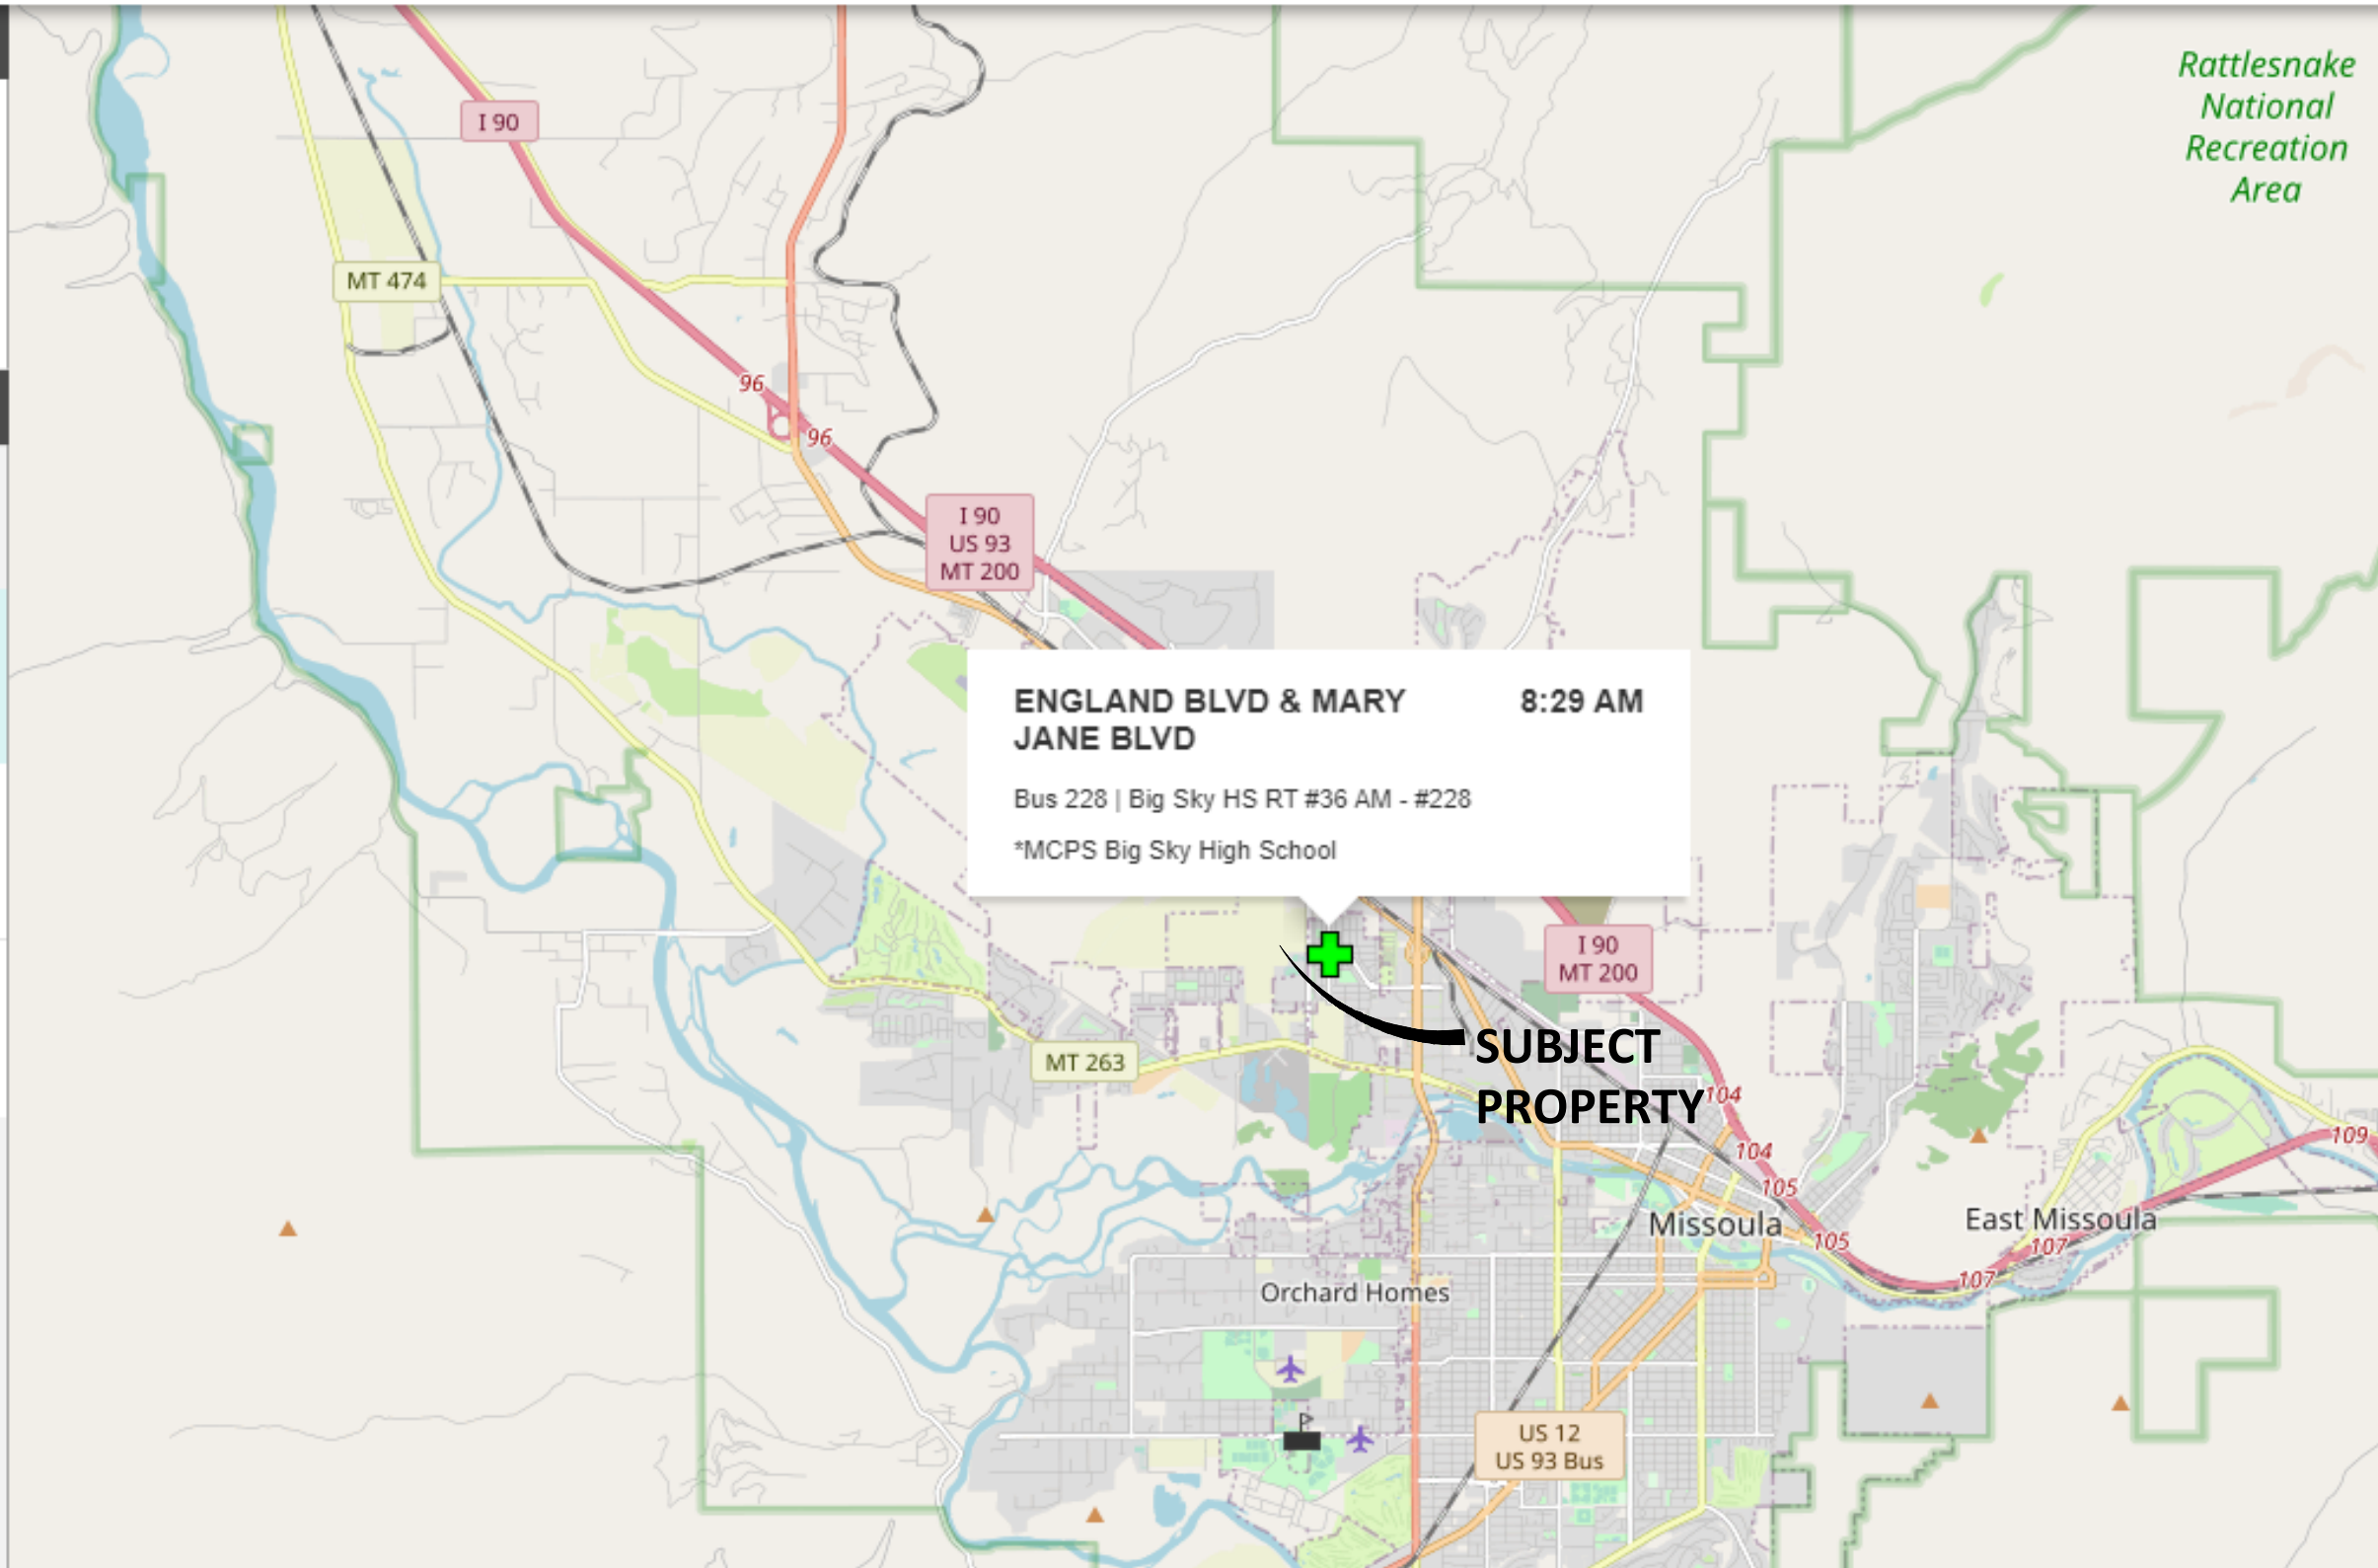 Rattlesnake
National
Recreation
Area
I 90
MT 474
96
96
I 90
US 93
MT 200
ENGLAND BLVD & MARY
JANE BLVD
8:29 AM
Bus 228 | Big Sky HS RT #36 AM - #228
*MCPS Big Sky High School
I 90
MT 200
SUBJECT
PROPERTY
MT 263
104
104
105
105
107
107
109
Missoula
East Missoula
Orchard Homes
US 12
US 93 Bus